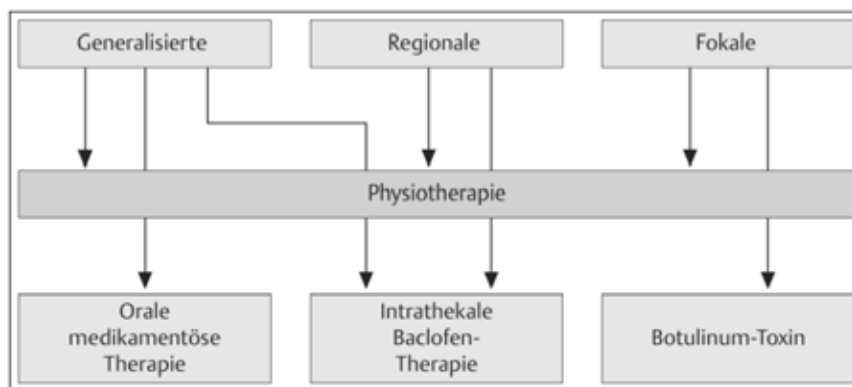 Generalisierte
Regionale
Fokale
Physiotherapie
Orale
medikamentöse
Therapie
Intrathekale
Baclofen-
Therapie
Botulinum-Toxin